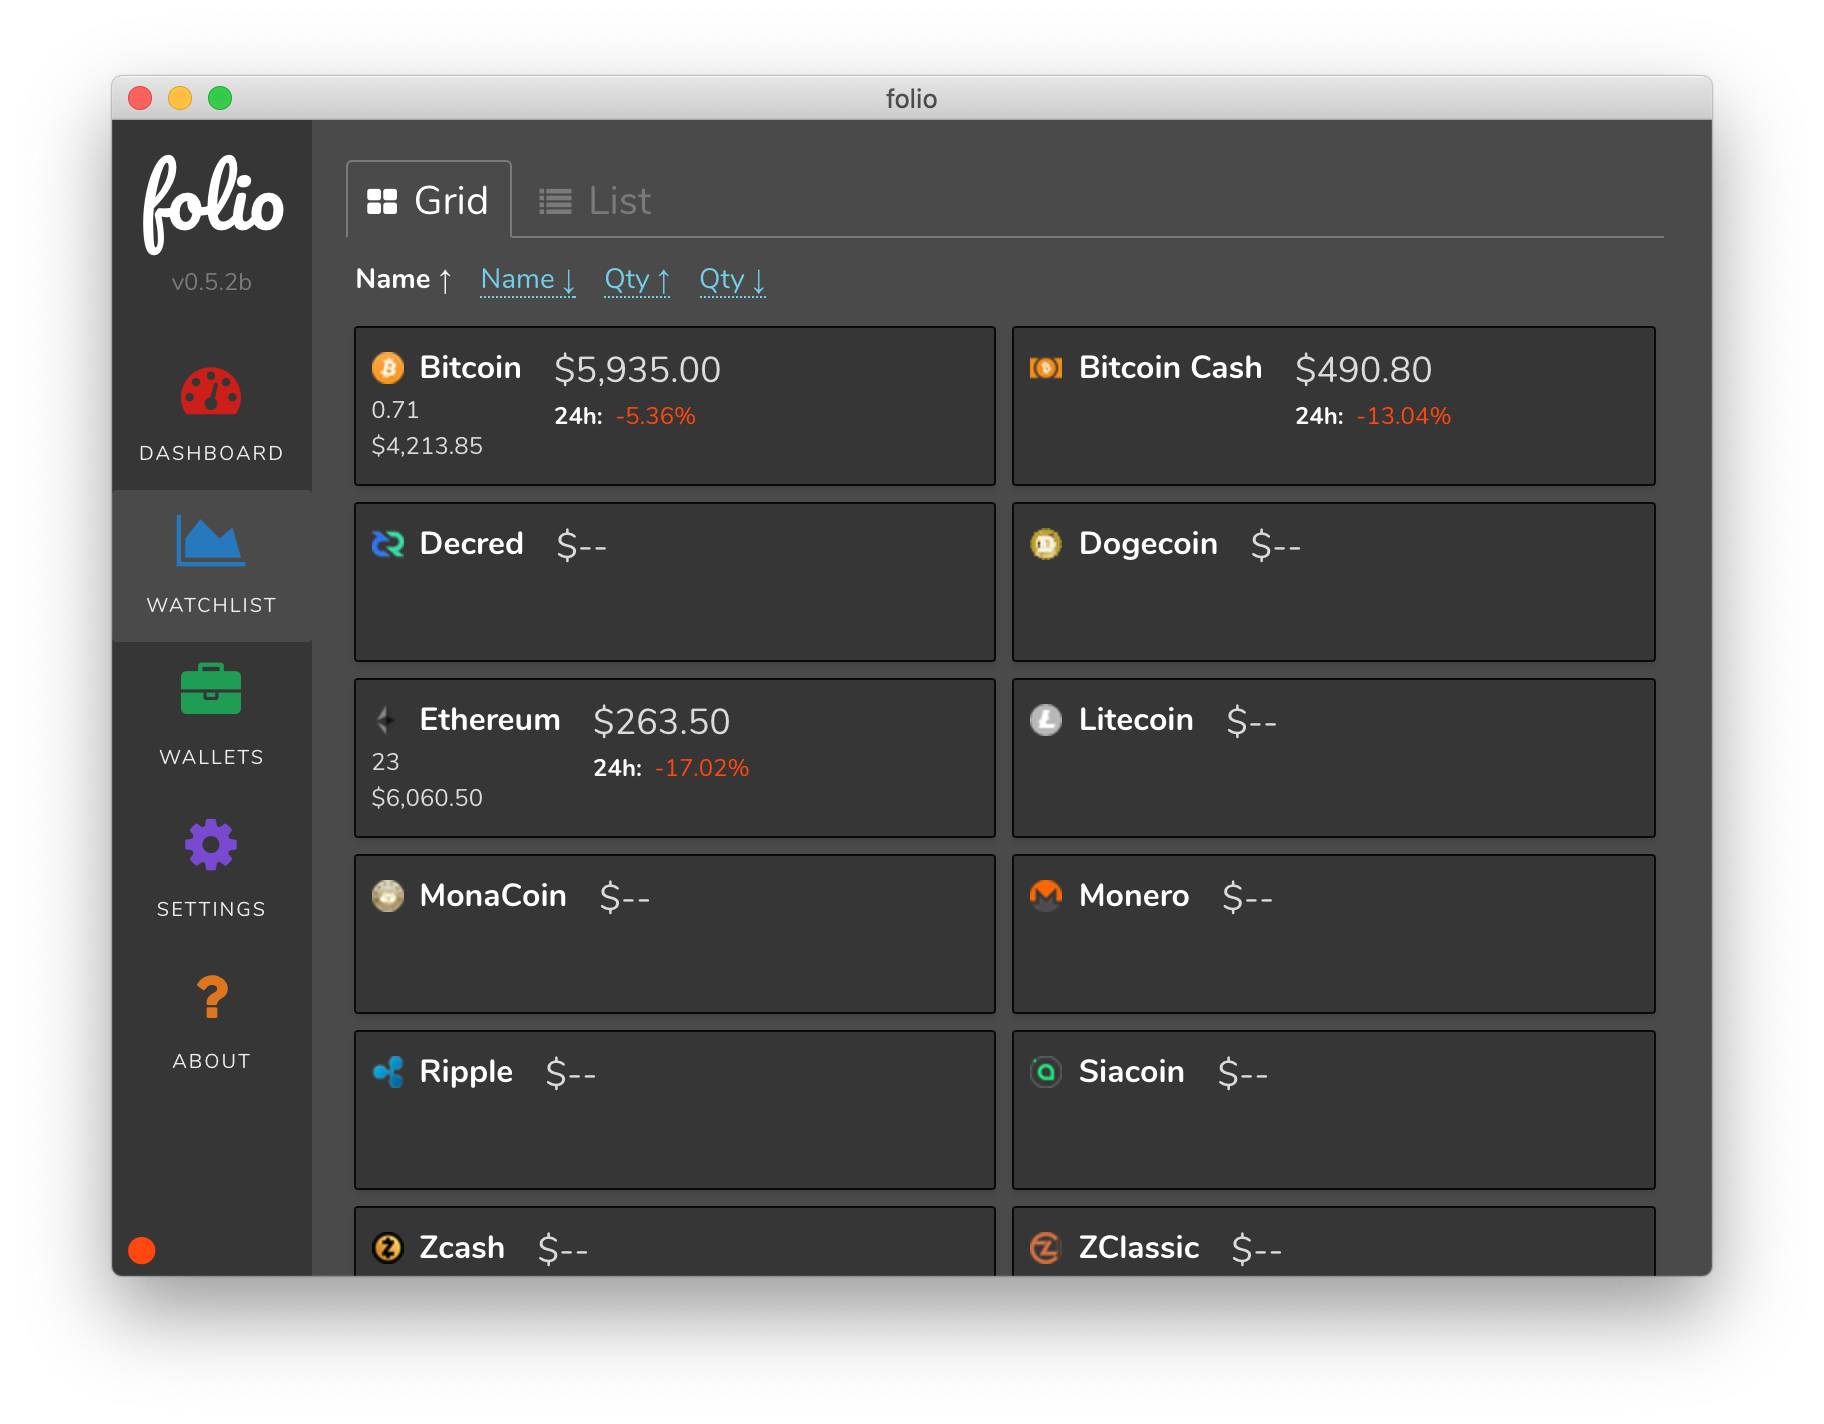 folio
folio
v0.5.2b
DASHBOARD
WATCHLIST
WALLETS
SETTINGS
ABOUT
Grid List
Name ↑ Name ↓ Qty ↑ Qty ↓
Bitcoin $5,935.00
0.71 24h: -5.36%
$4,213.85
Bitcoin Cash $490.80
24h: -13.04%
Decred $--
Dogecoin $--
Ethereum $263.50
23 24h: -17.02%
$6,060.50
Litecoin $--
MonaCoin $--
Monero $--
Ripple $--
Siacoin $--
Zcash $--
ZClassic $--